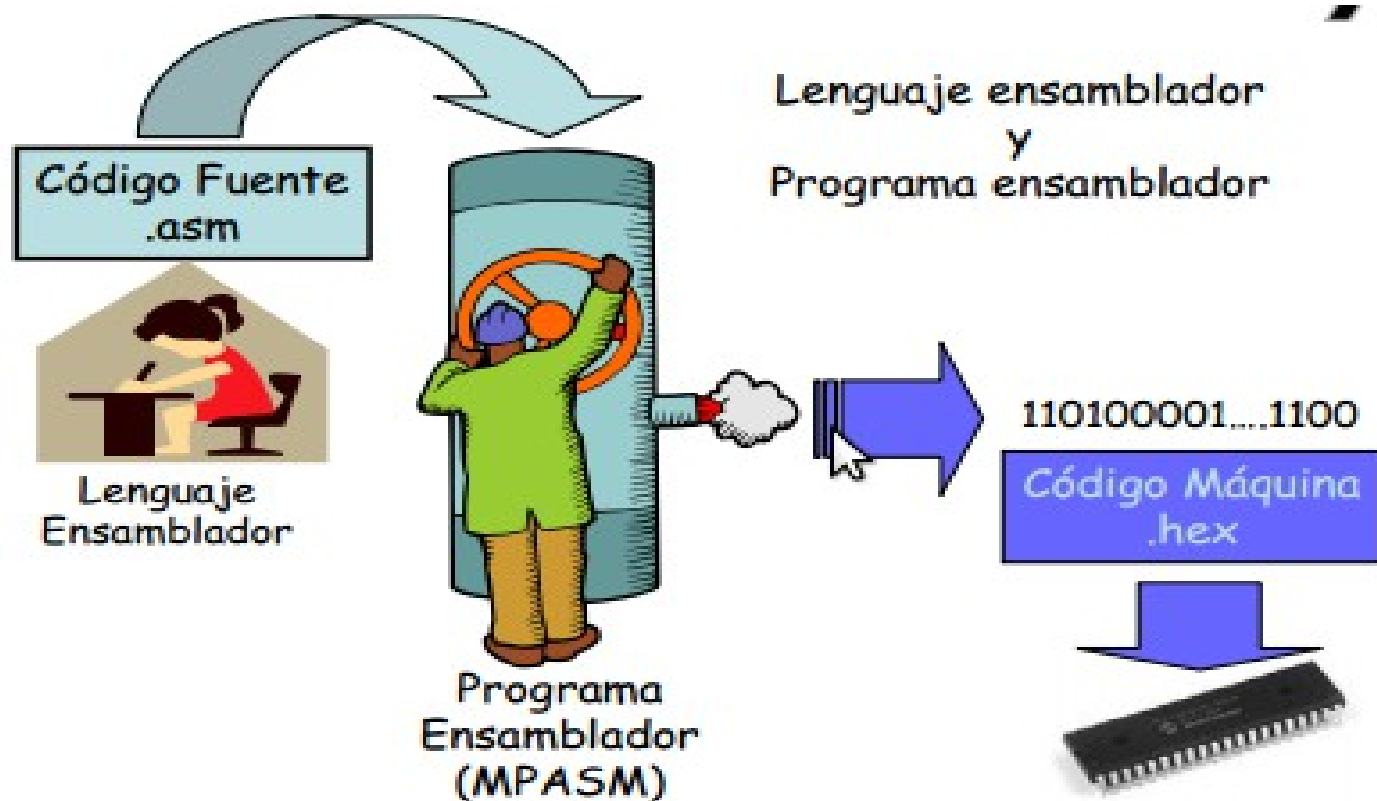 Lenguaje ensamblador
y
Programa ensamblador
Código Fuente
.asm
Lenguaje
Ensamblador
Programa
Ensamblador
(MPASM)
110100001....1100
Código Máquina
.hex